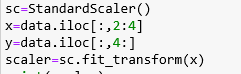 sc=StandardScaler()
x=data.iloc[:,2:4]
y=data.iloc[:,4:]
scaler=sc.fit_transform(x)